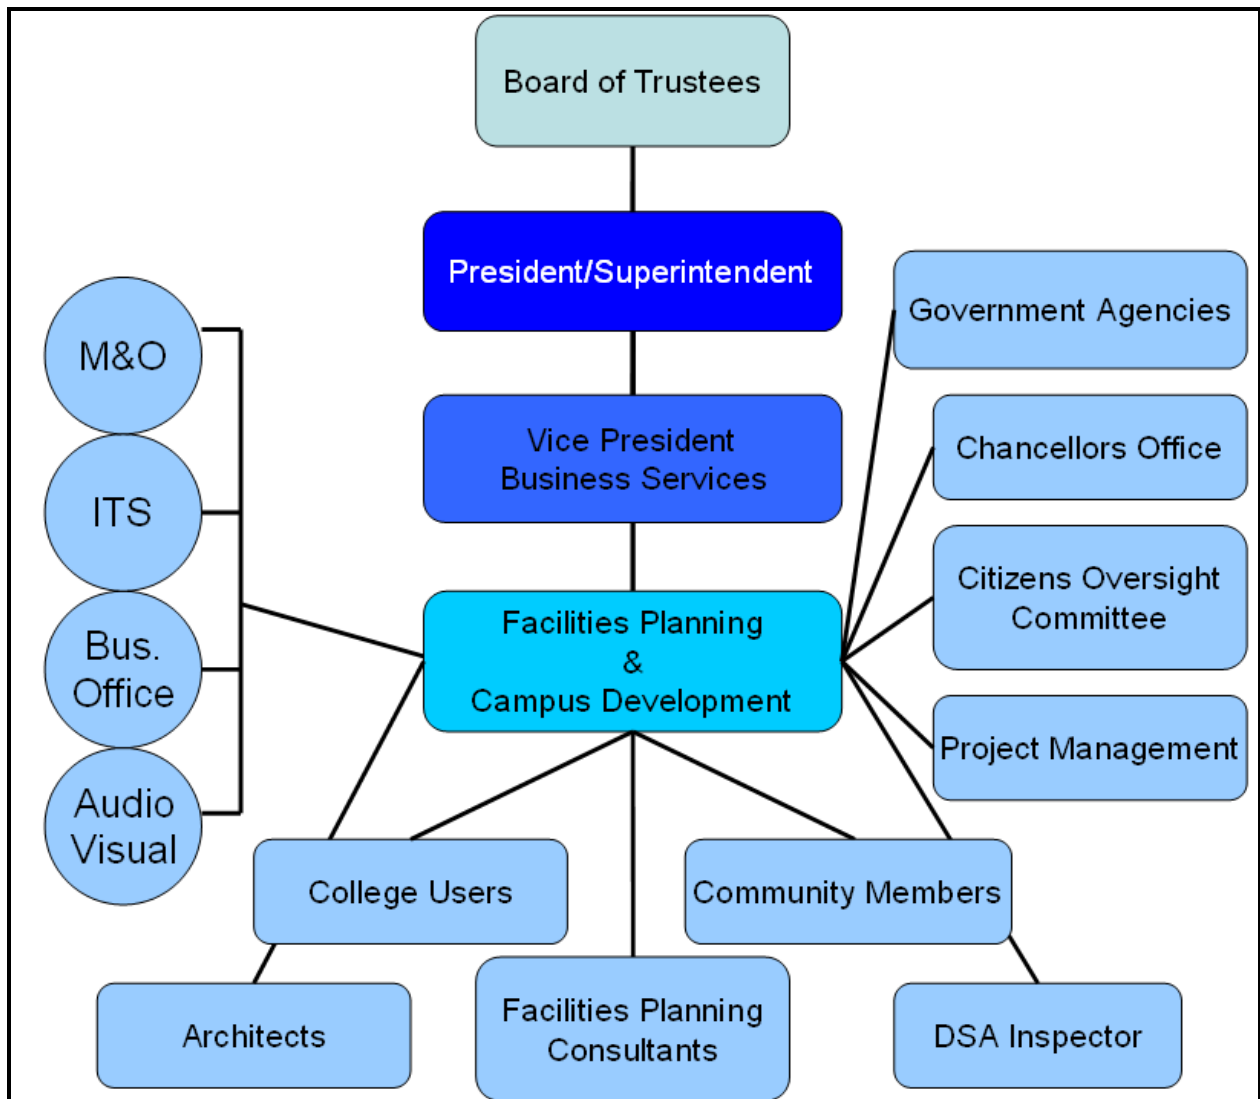 Board of Trustees
President/Superintendent
Government Agencies
M&O
Vice President
Business Services
Chancellors Office
ITS
Citizens Oversight
Committee
Facilities Planning
&
Campus Development
Bus.
Office
Project Management
Audio
Visual
College Users
Community Members
Architects
Facilities Planning
Consultants
DSA Inspector